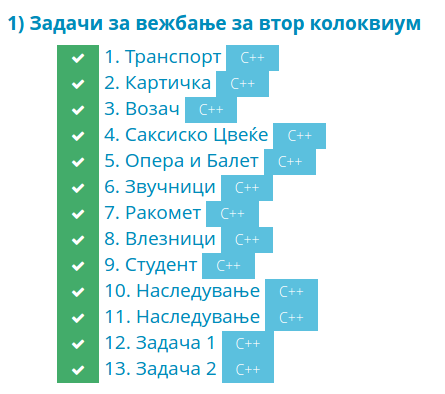 1) Задачи за вежбање за втор колоквиум
1. Транспорт C++
2. Картичка C++
3. Возач C++
4. Саксиско Цвеќе C++
5. Опера и Балет C++
6. Звучници C++
7. Ракомет C++
8. Влезници C++
9. Студент C++
10. Наследување C++
11. Наследување C++
12. Задача 1 C++
13. Задача 2 C++